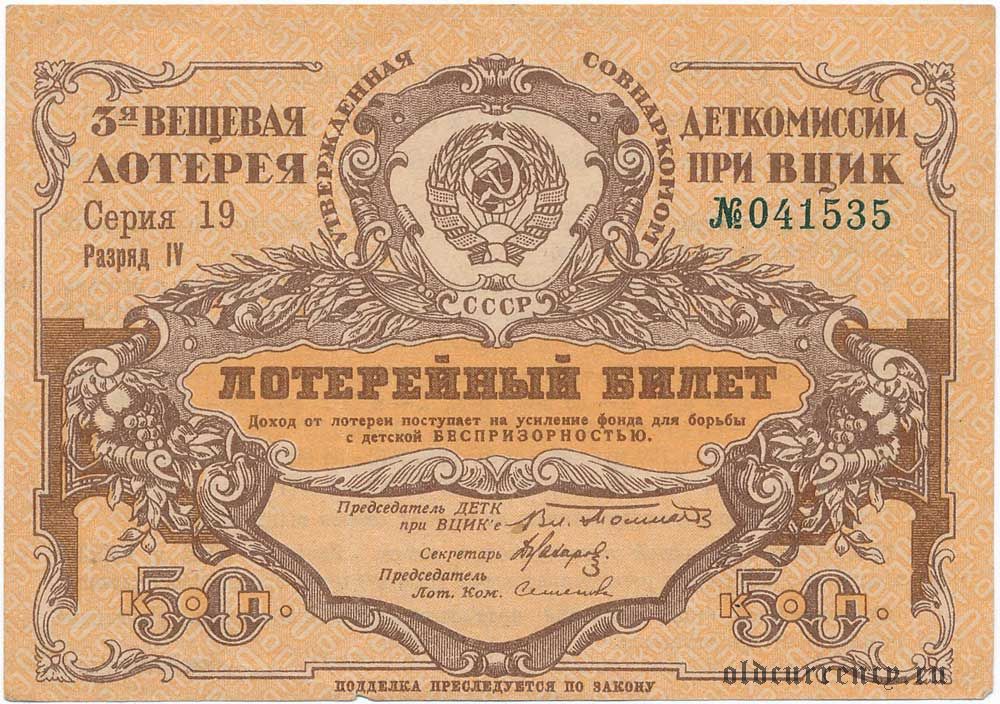 УТВЕРЖДЕННАЯ СОВНАРКОМОМ
3я ВЕЩЕВАЯ
ЛОТЕРЕЯ
Серия 19
Разряд IV
ДЕТКОМИССИИ
ПРИ ВЦИК
№041535
СССР
ЛОТЕРЕЙНЫЙ БИЛЕТ
Доход от лотереи поступает на усиление фонда для борьбы
с детской БЕСПРИЗОРНОСТЬЮ.
Председатель ДЕТК
при ВЦИК'е
Секретарь
Председатель
Лот. Ком.
50 коп.
50 коп.
ПОДДЕЛКА ПРЕСЛЕДУЕТСЯ ПО ЗАКОНУ
oldcurrency.ru